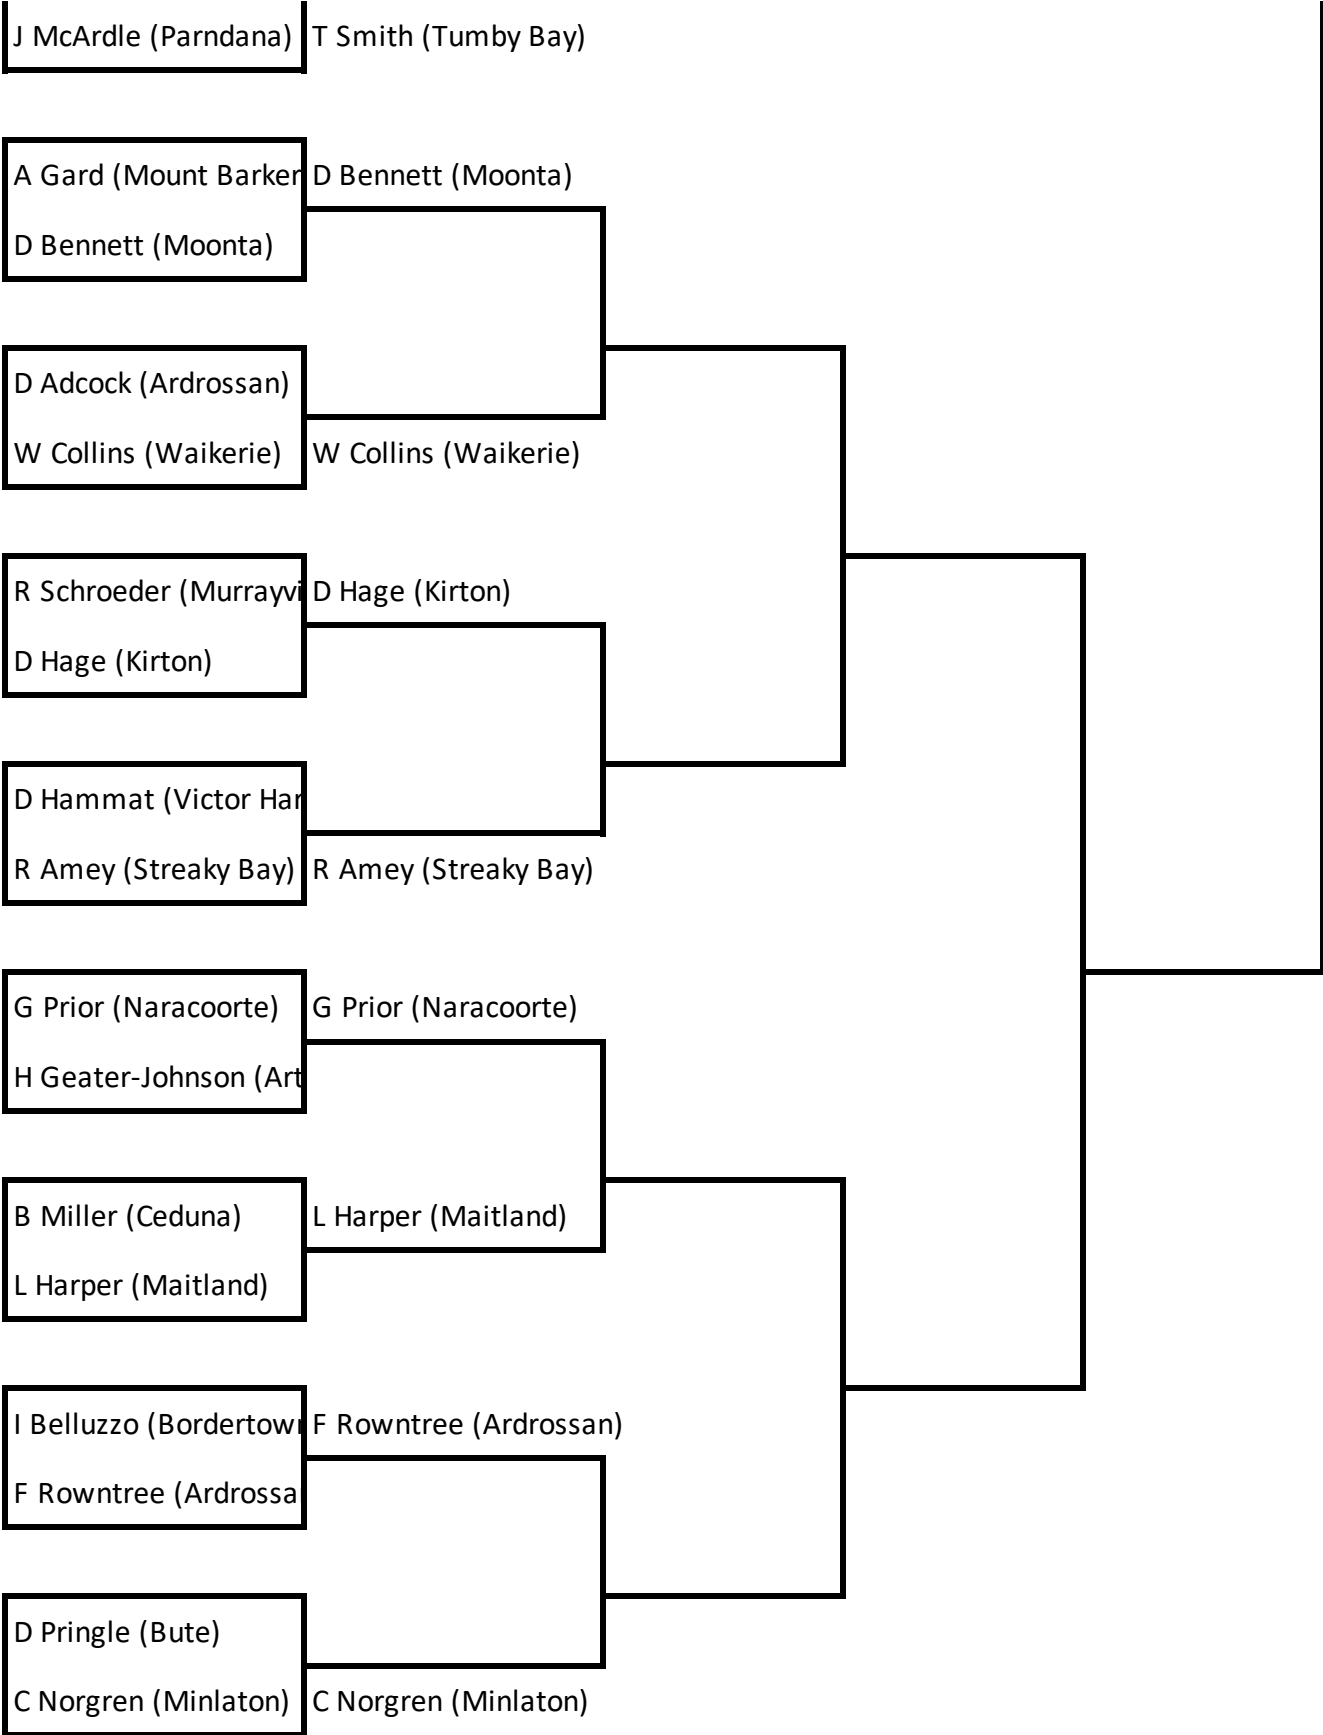 J McArdle (Parndana) T Smith (Tumby Bay)
A Gard (Mount Barker D Bennett (Moonta)
D Bennett (Moonta)
D Adcock (Ardrossan)
W Collins (Waikerie) W Collins (Waikerie)
R Schroeder (Murrayvi D Hage (Kirton)
D Hage (Kirton)
D Hammat (Victor Har
R Amey (Streaky Bay) R Amey (Streaky Bay)
G Prior (Naracoorte) G Prior (Naracoorte)
H Geater-Johnson (Art
B Miller (Ceduna) L Harper (Maitland)
L Harper (Maitland)
I Belluzzo (Bordertown F Rowntree (Ardrossan)
F Rowntree (Ardrossa
D Pringle (Bute)
C Norgren (Minlaton) C Norgren (Minlaton)